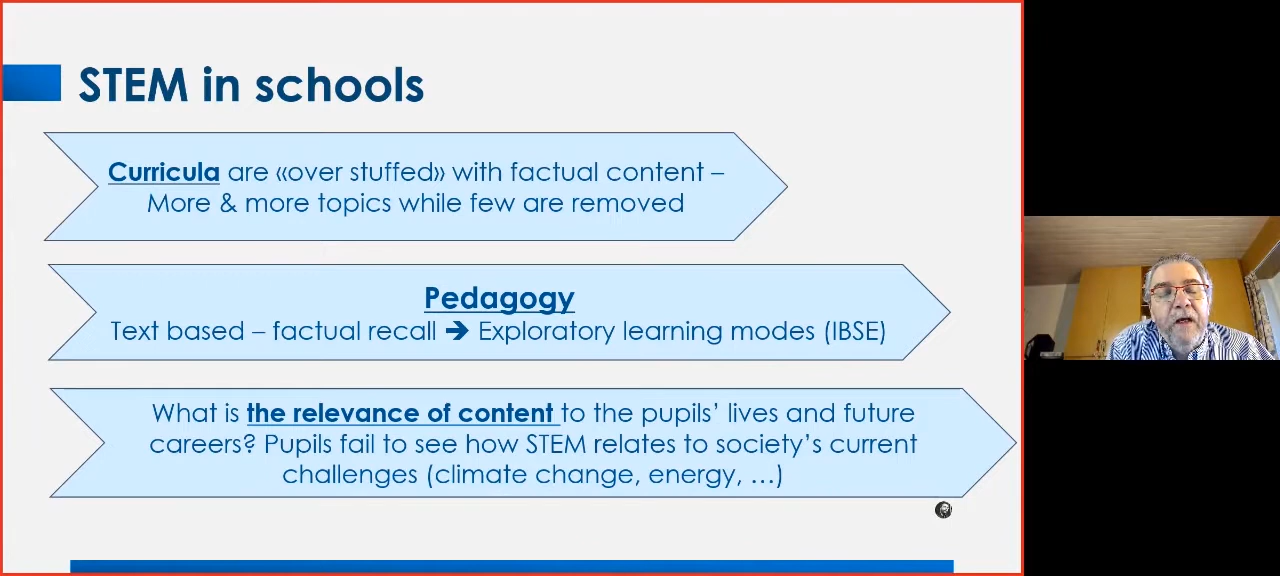 STEM in schools
Curricula are «over stuffed» with factual content –
More & more topics while few are removed
Pedagogy
Text based – factual recall ➔ Exploratory learning modes (IBSE)
What is the relevance of content to the pupils’ lives and future
careers? Pupils fail to see how STEM relates to society’s current
challenges (climate change, energy, …)